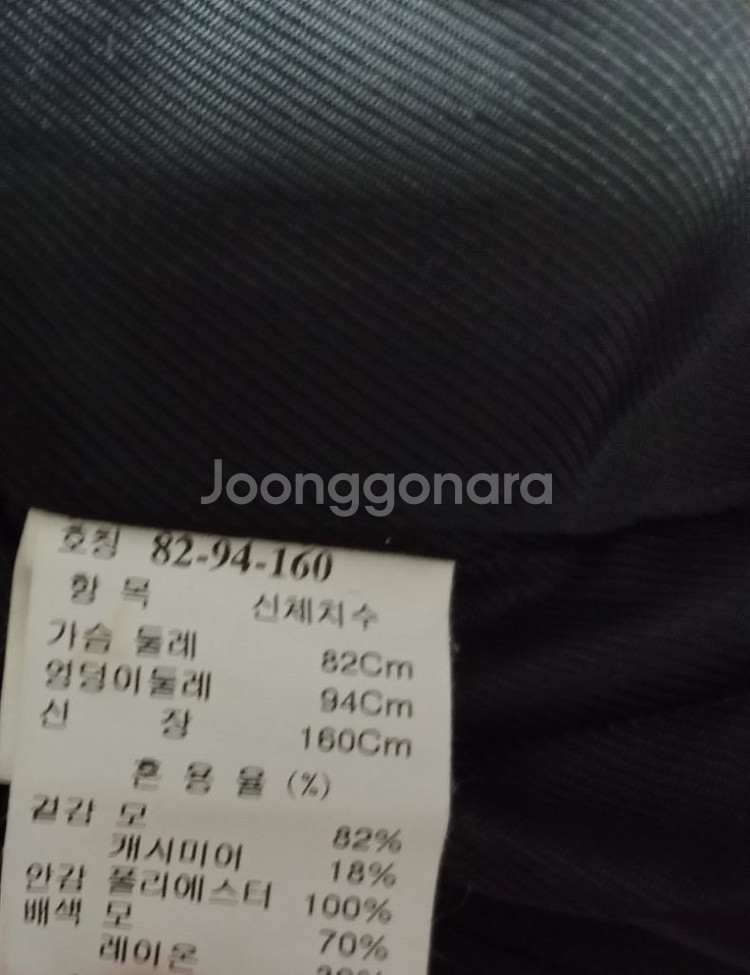 Joonggonara
호칭 82-94-160
항 목 신체치수
가슴 둘레 82Cm
엉덩이둘레 94Cm
신 장 160Cm
혼 용 율 (%)
겉감 모 82%
캐시미어 18%
안감 폴리에스터 100%
배색 모 70%
레이온